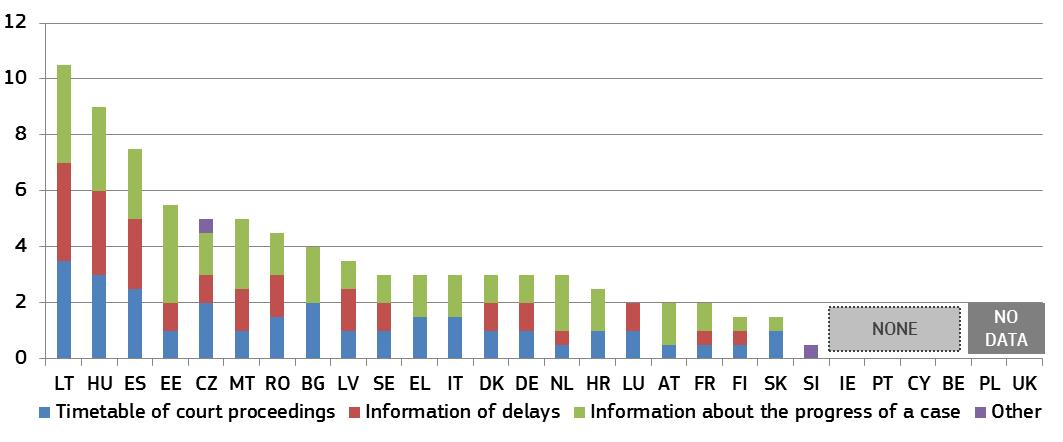 12
10
8
6
4
2
0
NONE
NO
DATA
LT HU ES EE CZ MT RO BG LV SE EL IT DK DE NL HR LU AT FR FI SK SI IE PT CY BE PL UK
Timetable of court proceedings Information of delays Information about the progress of a case Other